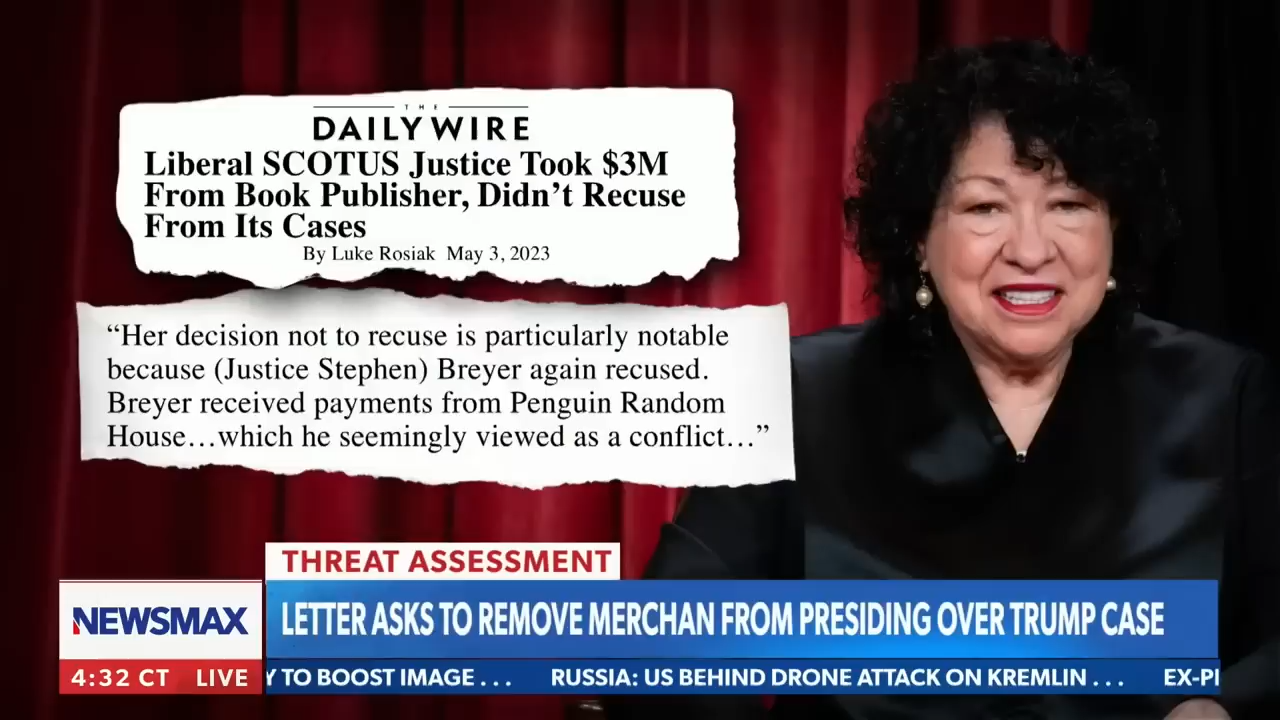 THE
DAILY WIRE
Liberal SCOTUS Justice Took $3M
From Book Publisher, Didn't Recuse
From Its Cases
By Luke Rosiak May 3, 2023
“Her decision not to recuse is particularly notable
because (Justice Stephen) Breyer again recused.
Breyer received payments from Penguin Random
House…which he seemingly viewed as a conflict…”
THREAT ASSESSMENT
NEWSMAX
LETTER ASKS TO REMOVE MERCHAN FROM PRESIDING OVER TRUMP CASE
4:32 CT LIVE
Y TO BOOST IMAGE . . . RUSSIA: US BEHIND DRONE ATTACK ON KREMLIN . . . EX-PI